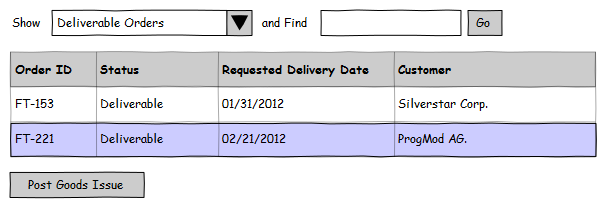 Show Deliverable Orders and Find Go
Order ID Status Requested Delivery Date Customer
FT-153 Deliverable 01/31/2012 Silverstar Corp.
FT-221 Deliverable 02/21/2012 ProgMod AG.
Post Goods Issue